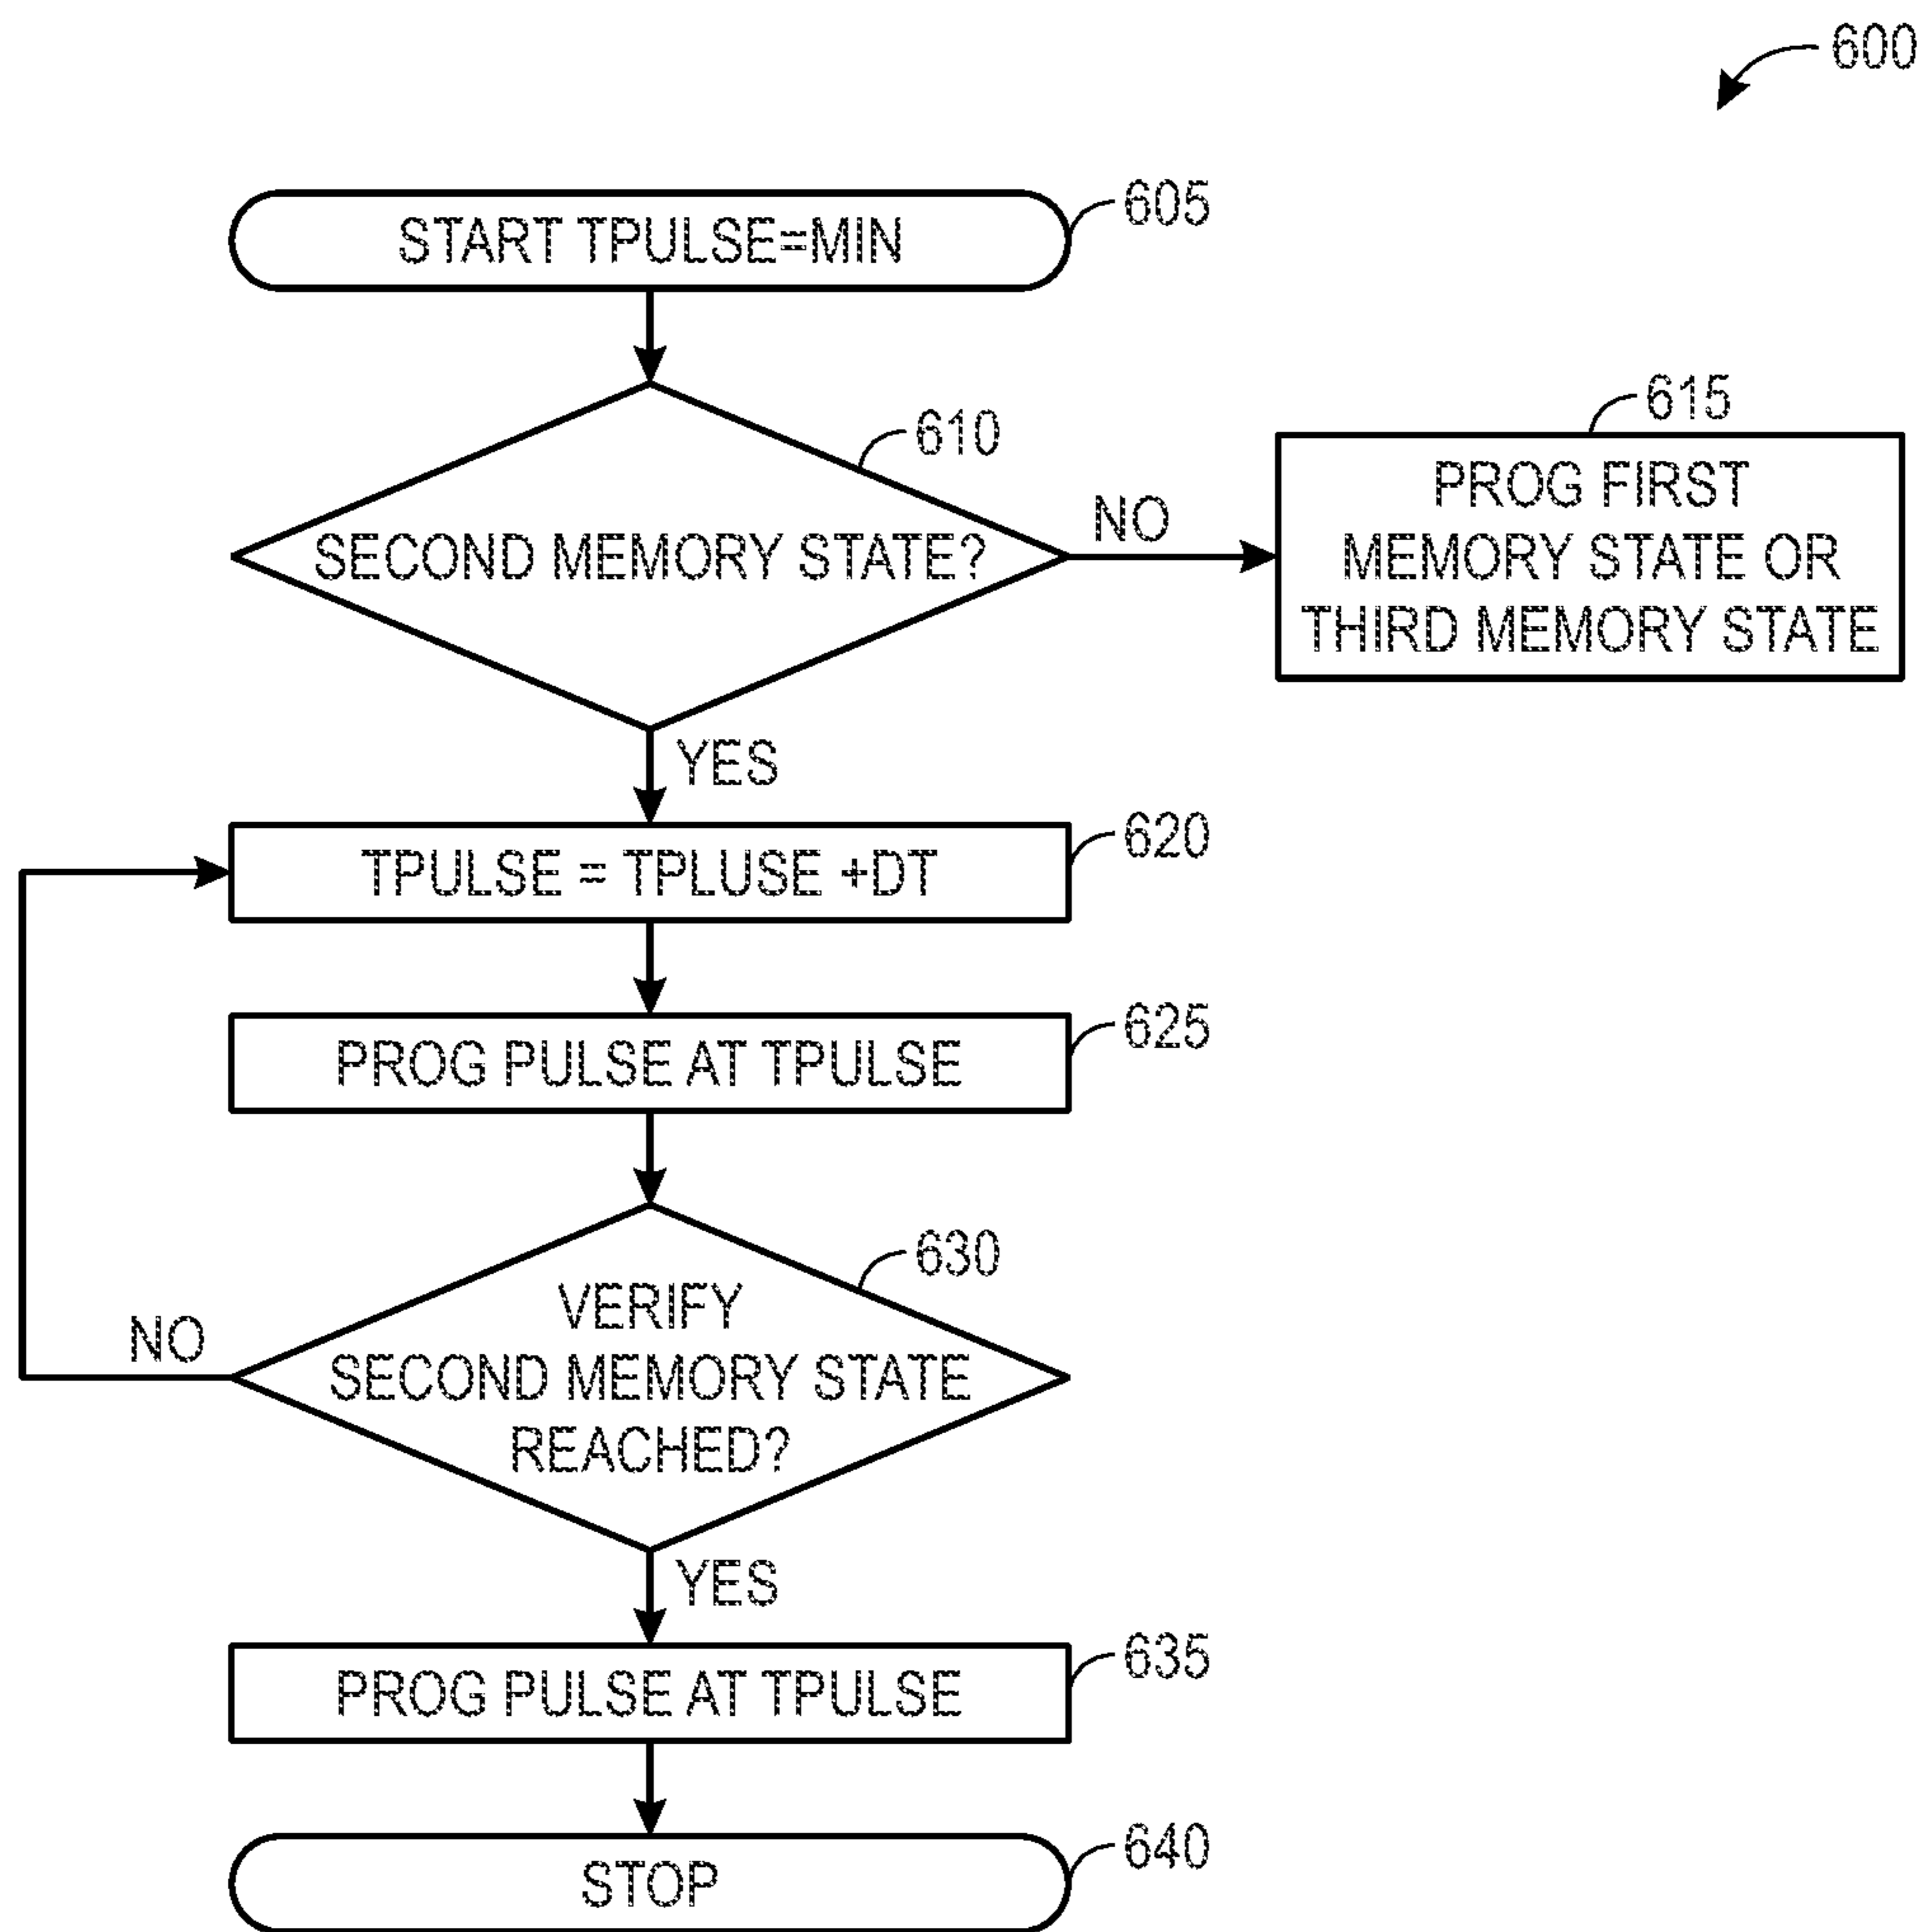 600
START TPULSE=MIN
605
610
SECOND MEMORY STATE?
NO
615
PROG FIRST
MEMORY STATE OR
THIRD MEMORY STATE
YES
TPULSE = TPLUSE +DT
620
PROG PULSE AT TPULSE
625
630
VERIFY
SECOND MEMORY STATE
REACHED?
NO
YES
PROG PULSE AT TPULSE
635
STOP
640